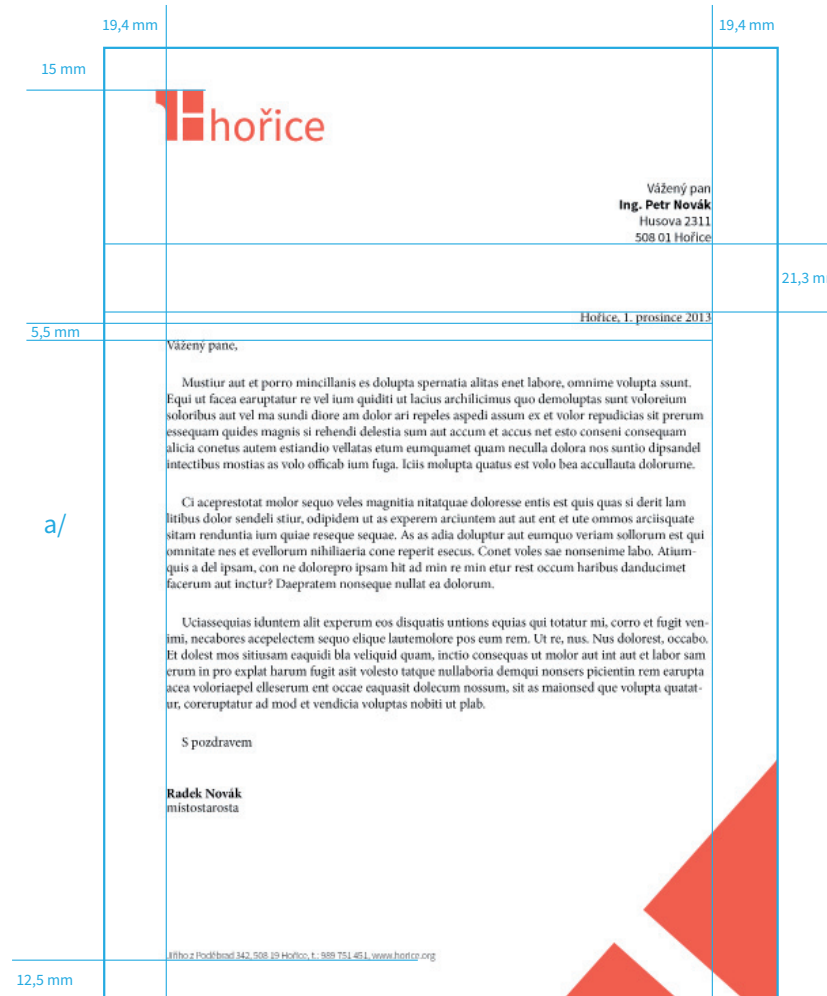 19,4 mm
19,4 mm
15 mm
hořice
Vážený pan
Ing. Petr Novák
Husova 2311
508 01 Hořice
21,3 m
Hořice, 1. prosince 2013
5,5 mm
Vážený pane,
Mustiur aut et porro mincillanis es dolupta spernatia alitas enet labore, omnime volupta ssunt.
Equi ut facea earuptatur re vel ium quiditi ut lacius archilicimus quo demoluptas sunt voloreium
soloribus aut vel ma sundi diore am dolor ari repeles aspedi assum ex et volor repudicias sit prerum
essequam quides magnis si rehendi delestia sum aut accum et accus net esto conseni consequam
alicia conetus autem estiandio vellatas etum eumquamet quam neculla dolora nos suntio dipsandel
intectibus mostias as volo officab ium fuga. Iciis molupta quatus est volo bea accullauta dolorume.
Ci aceprestotat molor sequo veles magnitia nitatquae doloresse entis est quis quas si derit lam
litibus dolor sendeli stiur, odipidem ut as experem arciuntem aut aut ent et ute ommos arciisquate
sitam renduntia ium quiae reseque sequae. As as adia doluptur aut eumquo veriam sollorum est qui
omnitate nes et evellorum nihiliaeria cone reperit esecus. Conet voles sae nonsenime labo. Atium-
quis a del ipsam, con ne dolorepro ipsam hit ad min re min etur rest occum haribus danducimet
facerum aut inctur? Daepratem nonseque nullat ea dolorum.
a/
Uciassequias iduntem alit experum eos disquatis untions equias qui totatur mi, corro et fugit ven-
imi, necabores acepelectem sequo elique lautemolore pos eum rem. Ut re, nus. Nus dolorest, occabo.
Et dolest mos sitiusam eaquidi bla veliquid quam, inctio consequas ut molor aut int aut et labor sam
erum in pro explat harum fugit asit volesto tatque nullaboria demqui nonsers picientin rem earupta
acea voloriaepel elleserum ent occae eaquasit dolecum nossum, sit as maionsed que volupta quatat-
ur, coreruptatur ad mod et vendicia voluptas nobiti ut plab.
S pozdravem
Radek Novák
místostarosta
Jiřího z Poděbrad 342, 508 19 Hořice, t.: 989 751 451, www.horice.org
12,5 mm